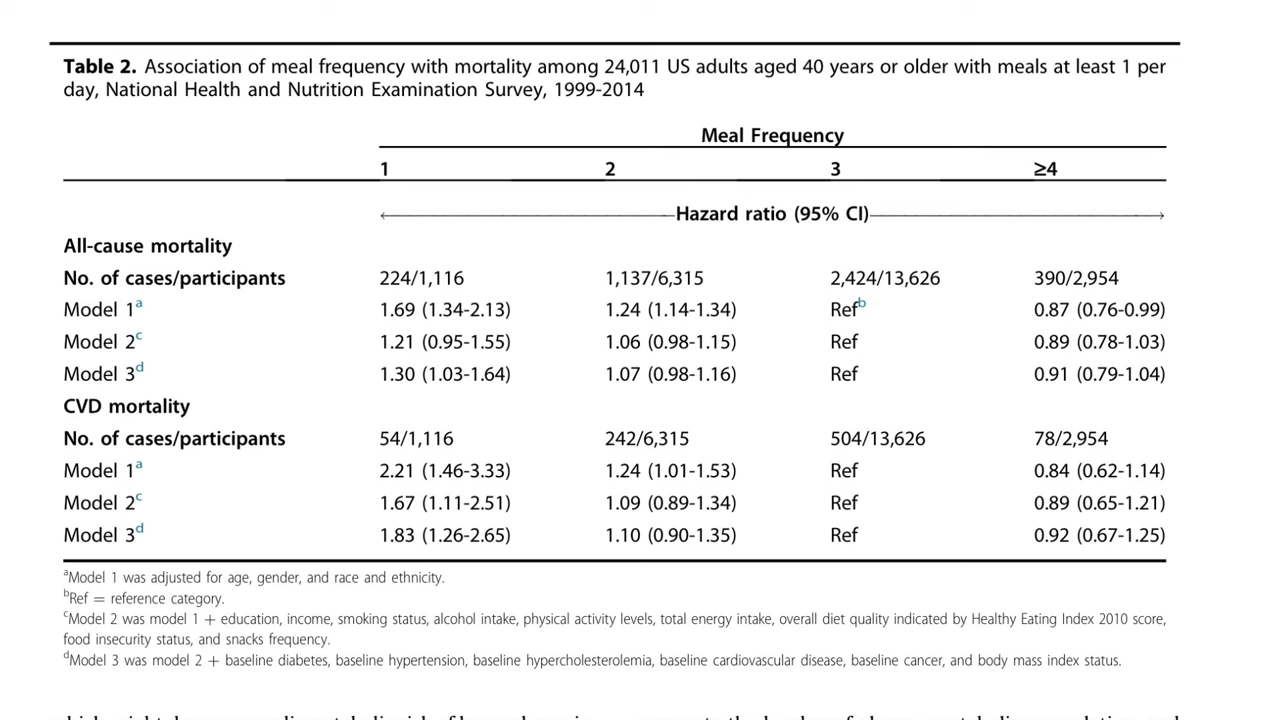 Table 2. Association of meal frequency with mortality among 24,011 US adults aged 40 years or older with meals at least 1 per
day, National Health and Nutrition Examination Survey, 1999-2014
Meal Frequency
1 2 3 ≥4
Hazard ratio (95% CI)
All-cause mortality
No. of cases/participants 224/1,116 1,137/6,315 2,424/13,626 390/2,954
Model 1a 1.69 (1.34-2.13) 1.24 (1.14-1.34) Refb 0.87 (0.76-0.99)
Model 2c 1.21 (0.95-1.55) 1.06 (0.98-1.15) Ref 0.89 (0.78-1.03)
Model 3d 1.30 (1.03-1.64) 1.07 (0.98-1.16) Ref 0.91 (0.79-1.04)
CVD mortality
No. of cases/participants 54/1,116 242/6,315 504/13,626 78/2,954
Model 1a 2.21 (1.46-3.33) 1.24 (1.01-1.53) Ref 0.84 (0.62-1.14)
Model 2c 1.67 (1.11-2.51) 1.09 (0.89-1.34) Ref 0.89 (0.65-1.21)
Model 3d 1.83 (1.26-2.65) 1.10 (0.90-1.35) Ref 0.92 (0.67-1.25)
aModel 1 was adjusted for age, gender, and race and ethnicity.
bRef = reference category.
cModel 2 was model 1 + education, income, smoking status, alcohol intake, physical activity levels, total energy intake, overall diet quality indicated by Healthy Eating Index 2010 score,
food insecurity status, and snacks frequency.
dModel 3 was model 2 + baseline diabetes, baseline hypertension, baseline hypercholesterolemia, baseline cardiovascular disease, baseline cancer, and body mass index status.